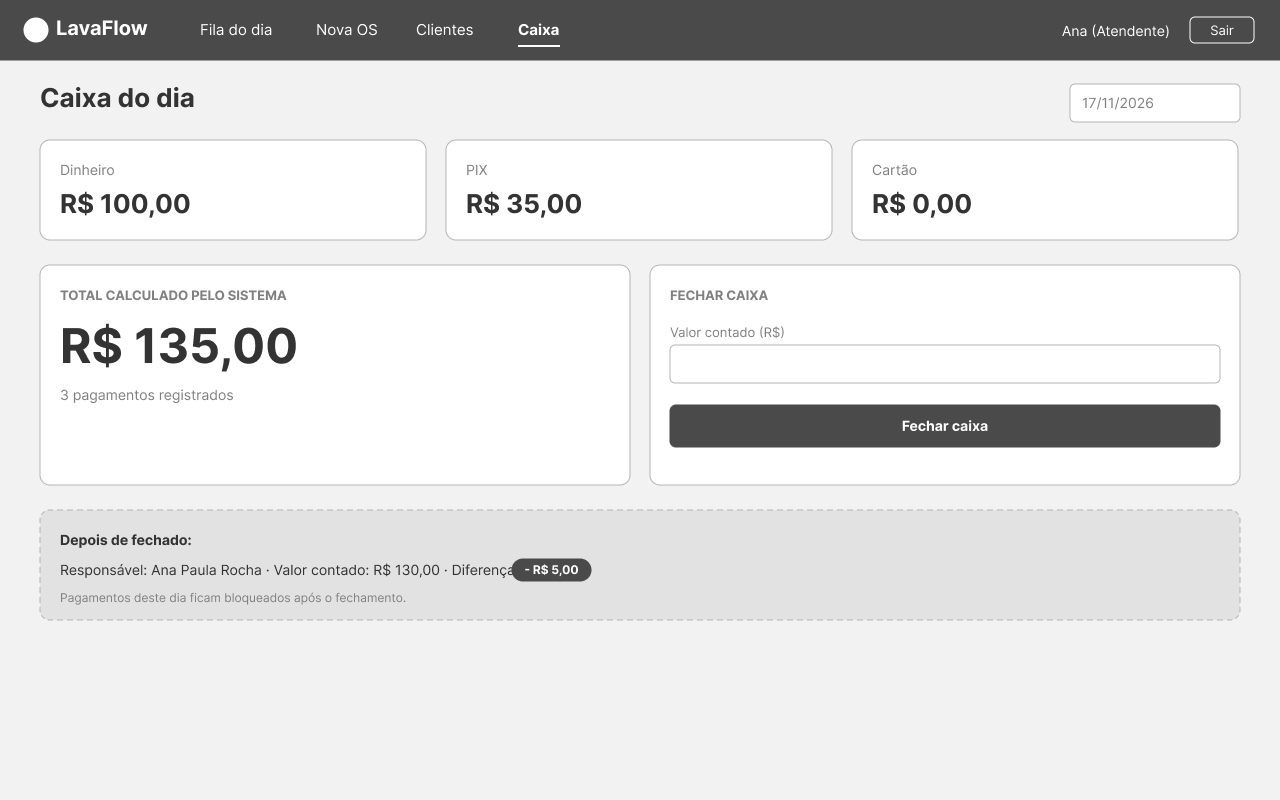 LavaFlow
Fila do dia
Nova OS
Clientes
Caixa
Ana (Atendente)
Sair
Caixa do dia
17/11/2026
Dinheiro
R$ 100,00
PIX
R$ 35,00
Cartão
R$ 0,00
TOTAL CALCULADO PELO SISTEMA
R$ 135,00
3 pagamentos registrados
FECHAR CAIXA
Valor contado (R$)
Fechar caixa
Depois de fechado:
Responsável: Ana Paula Rocha · Valor contado: R$ 130,00 · Diferença - R$ 5,00
Pagamentos deste dia ficam bloqueados após o fechamento.